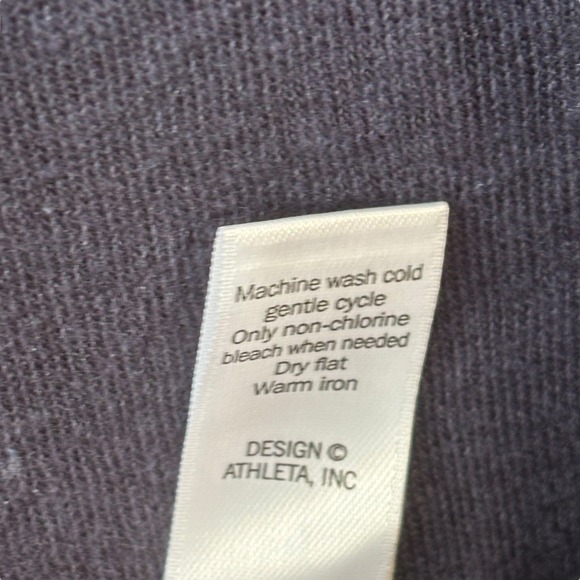 Machine wash cold
gentle cycle
Only non-chlorine
bleach when needed
Dry flat
Warm iron
DESIGN ©
ATHLETA, INC